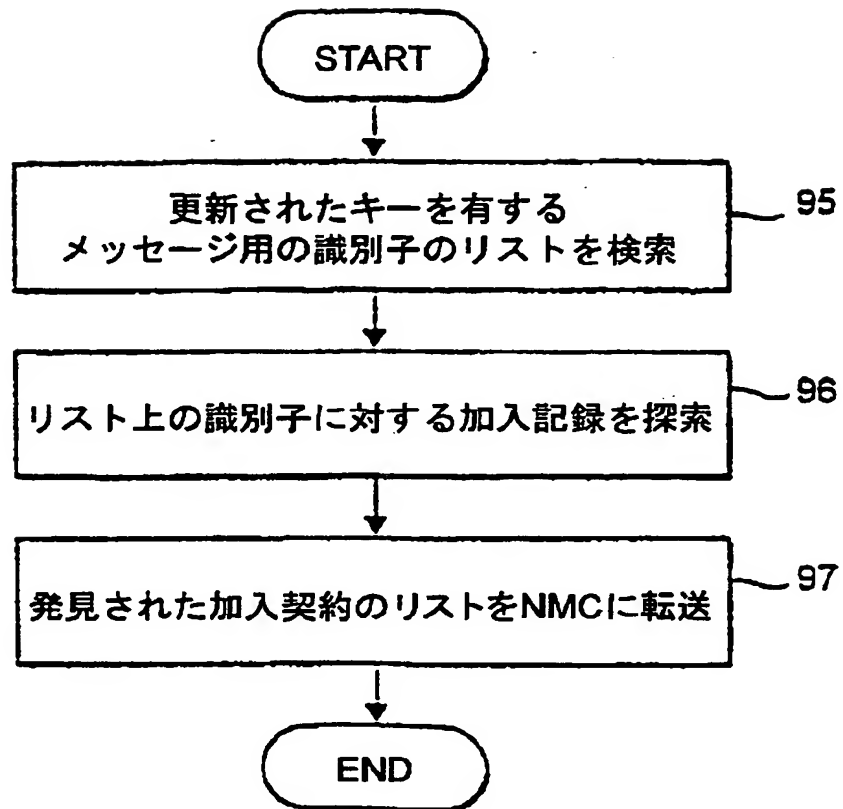 START
更新されたキーを有する
メッセージ用の識別子のリストを検索
95
リスト上の識別子に対する加入記録を探索
96
発見された加入契約のリストをNMCに転送
97
END